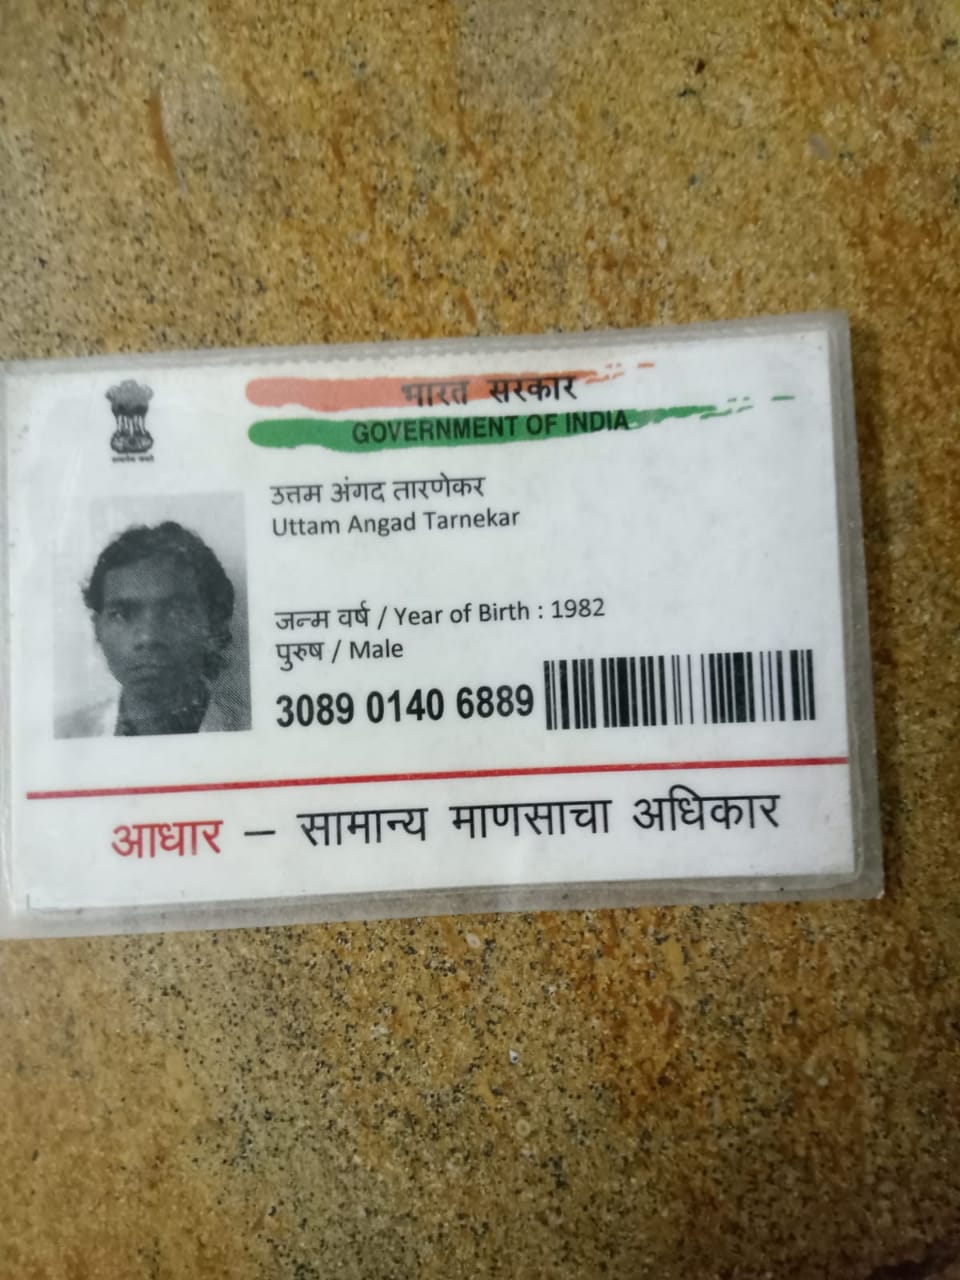 भारत सरकार
GOVERNMENT OF INDIA
उत्तम अंगद तारणेकर
Uttam Angad Tarnekar
जन्म वर्ष / Year of Birth : 1982
पुरुष / Male
3089 0140 6889
आधार – सामान्य माणसाचा अधिकार